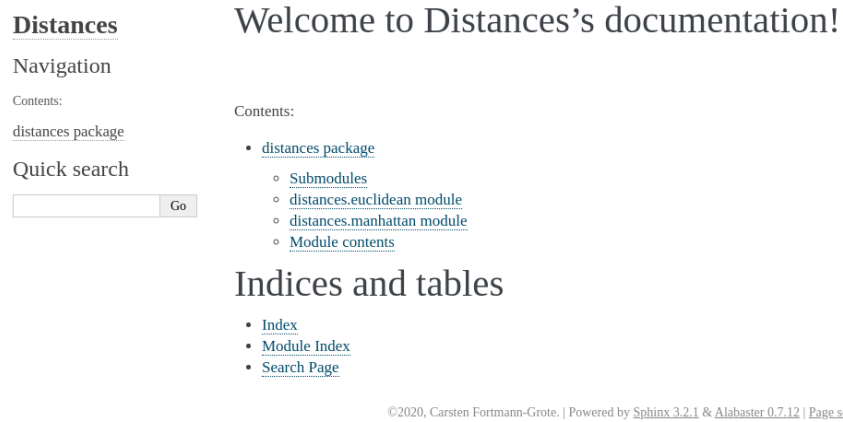 Distances
Navigation
Contents:
distances package
Quick search
Go
Welcome to Distances’s documentation!
Contents:
distances package
Submodules
distances.euclidean module
distances.manhattan module
Module contents
Indices and tables
Index
Module Index
Search Page
©2020, Carsten Fortmann-Grote. | Powered by Sphinx 3.2.1 & Alabaster 0.7.12 | Page s